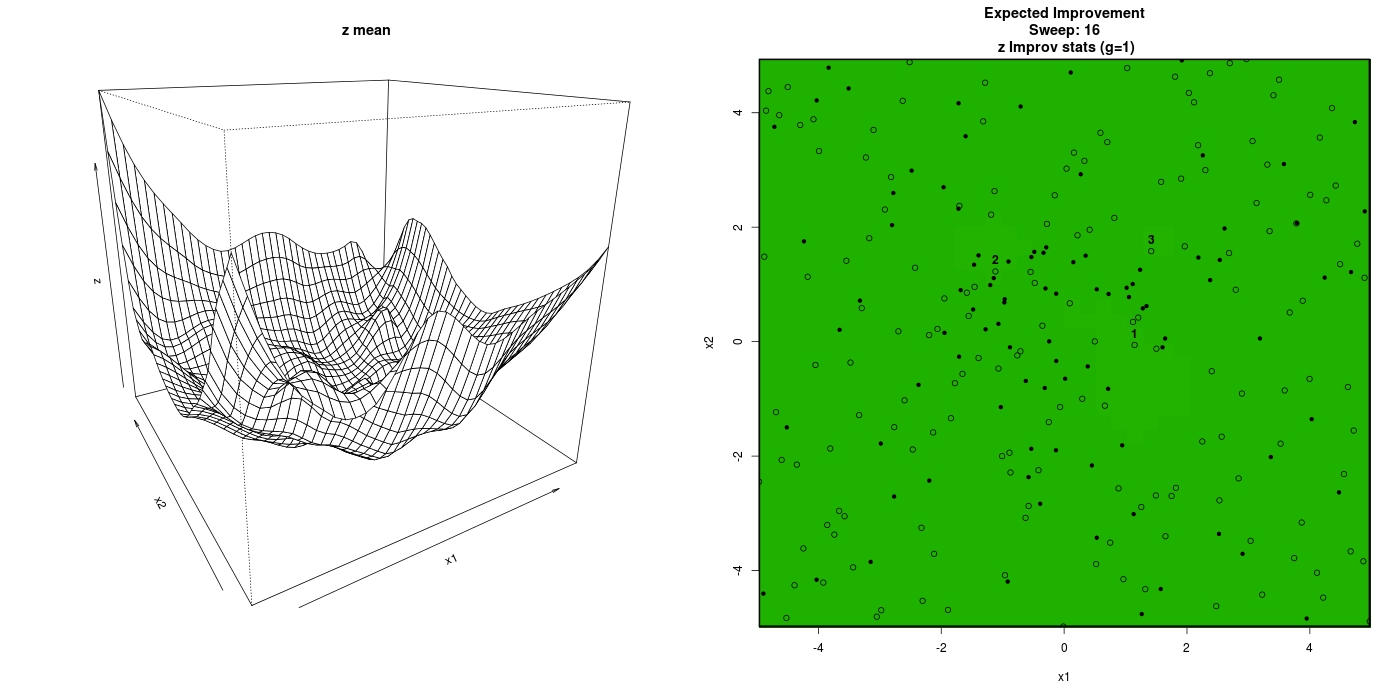 z mean
z
x2
x1
Expected Improvement
Sweep: 16
z Improv stats (g=1)
x2
4
2
0
-2
-4
3
2
1
-4
-2
0
2
4
x1